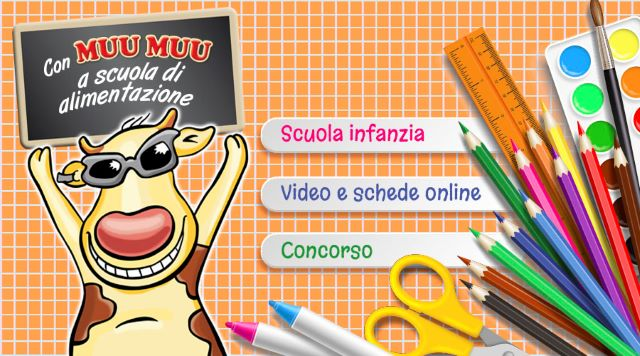 Con MUU MUU
a scuola di
alimentazione
Scuola infanzia
Video e schede online
Concorso